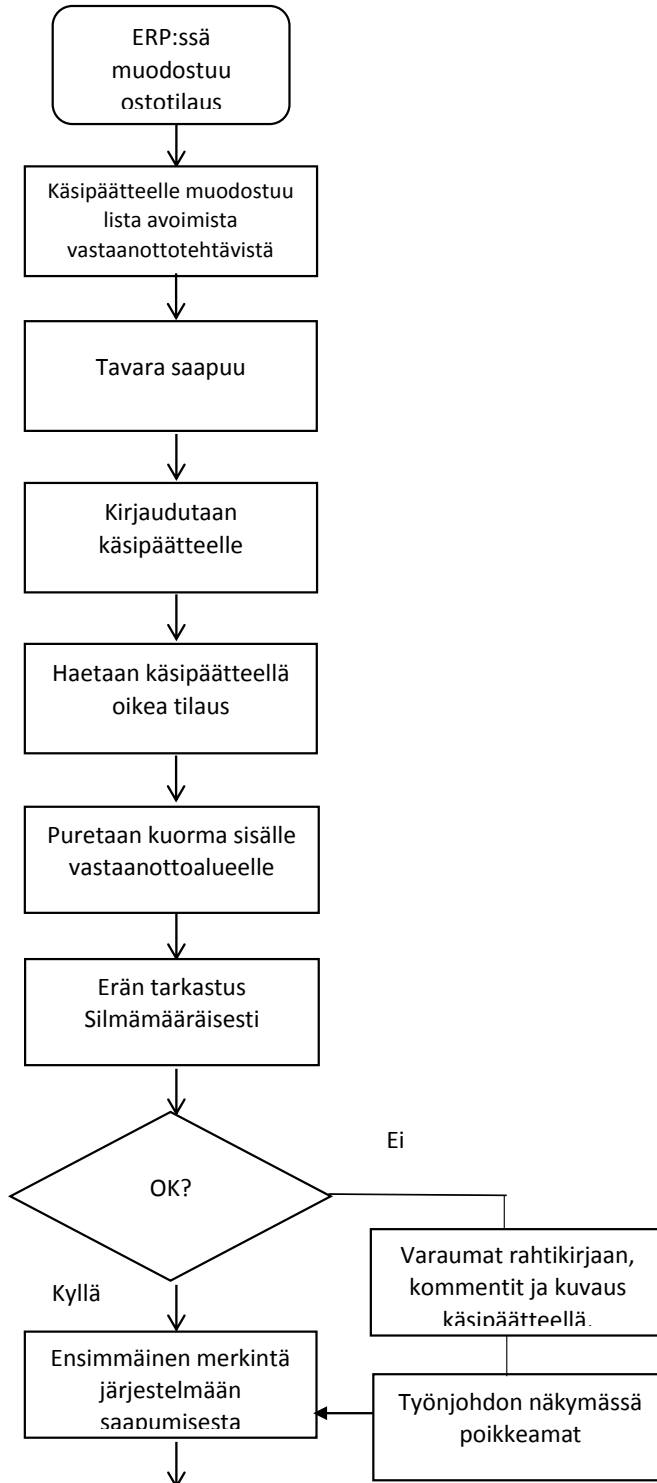 ERP:ssä
muodostuu
ostotilaus
Käsipäätteelle muodostuu
lista avoimista
vastaanottotehtävistä
Tavara saapuu
Kirjaudutaan
käsipäätteelle
Haetaan käsipäätteellä
oikea tilaus
Puretaan kuorma sisälle
vastaanottoalueelle
Erän tarkastus
Silmämääräisesti
OK?
Ei
Varaumat rahtikirjaan,
kommentit ja kuvaus
käsipäätteellä.
Kyllä
Ensimmäinen merkintä
järjestelmään
saapumisesta
Työnjohdon näkymässä
poikkeamat